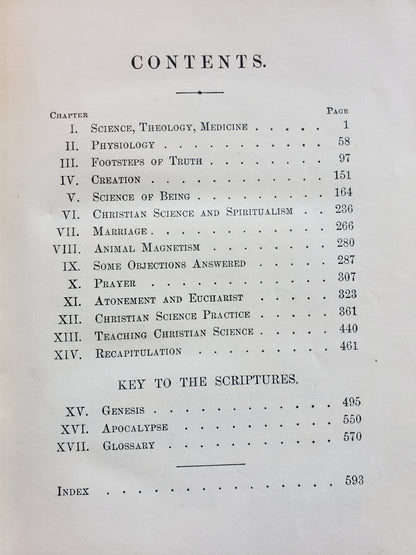 CONTENTS.
CHAPTER PAGE
I. SCIENCE, THEOLOGY, MEDICINE . . . . . 1
II. PHYSIOLOGY . . . . . . . . . . . 58
III. FOOTSTEPS OF TRUTH . . . . . . . . 97
IV. CREATION . . . . . . . . . . . . 151
V. SCIENCE OF BEING . . . . . . . . . 164
VI. CHRISTIAN SCIENCE AND SPIRITUALISM . . 236
VII. MARRIAGE . . . . . . . . . . . . 266
VIII. ANIMAL MAGNETISM . . . . . . . . 280
IX. SOME OBJECTIONS ANSWERED . . . . . 287
X. PRAYER . . . . . . . . . . . . . 307
XI. ATONEMENT AND EUCHARIST . . . . . . 323
XII. CHRISTIAN SCIENCE PRACTICE . . . . . 361
XIII. TEACHING CHRISTIAN SCIENCE . . . . . 440
XIV. RECAPITULATION . . . . . . . . . 461
KEY TO THE SCRIPTURES.
XV. GENESIS . . . . . . . . . . . . 495
XVI. APOCALYPSE . . . . . . . . . . . 550
XVII. GLOSSARY . . . . . . . . . . . 570
INDEX . . . . . . . . . . . . . . 593